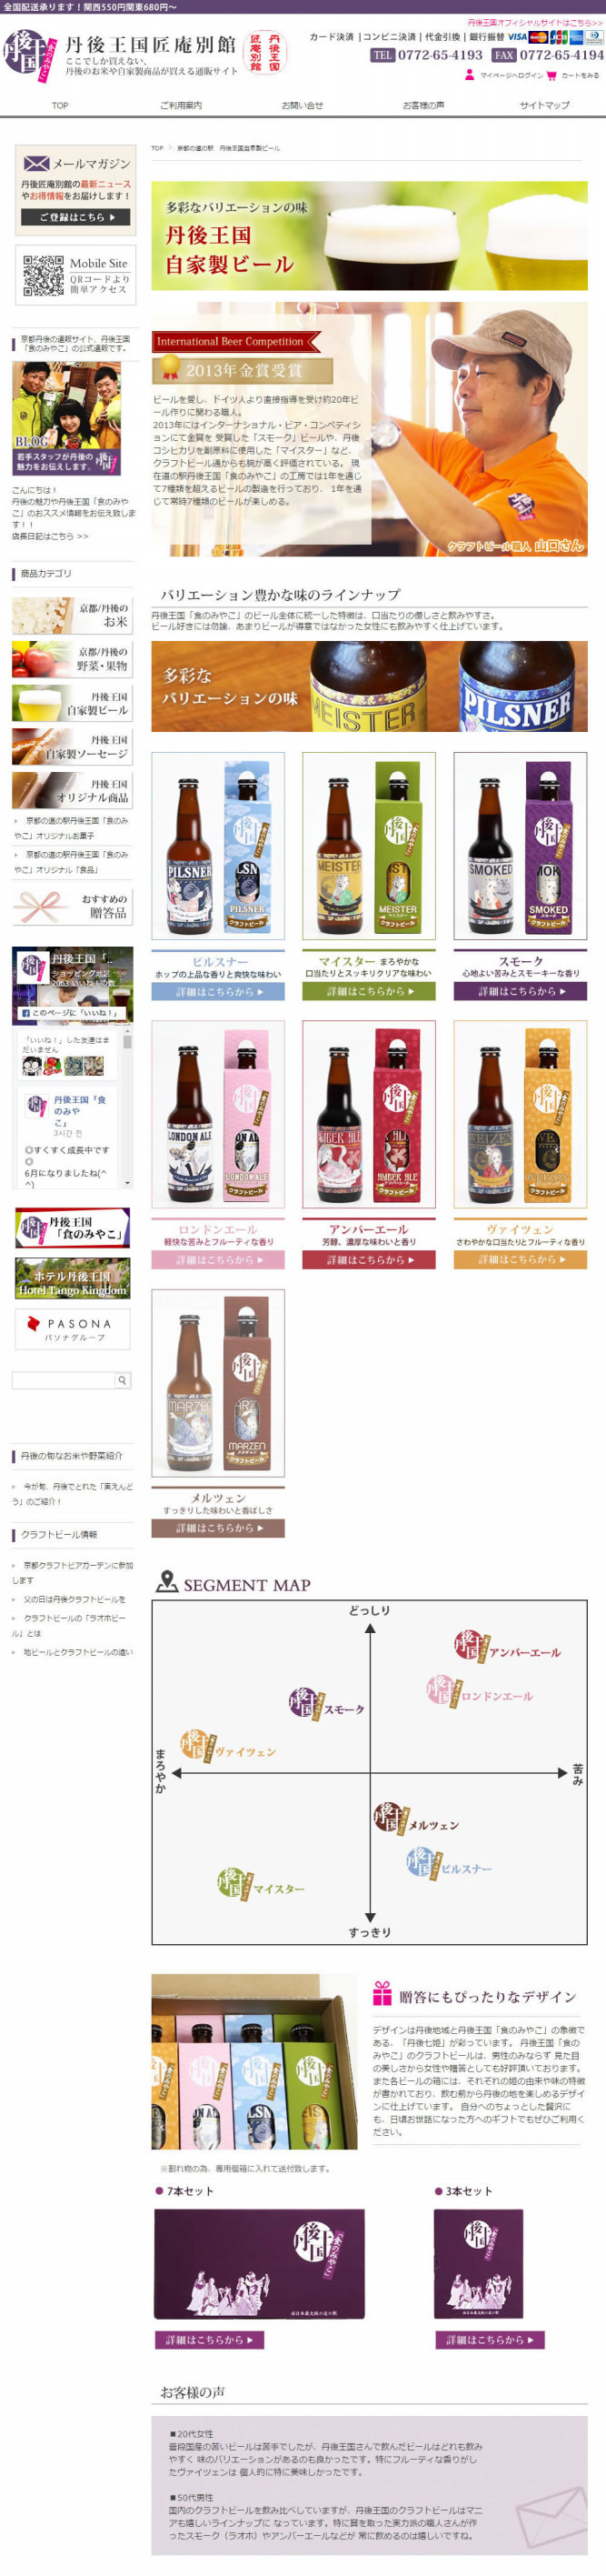 全国配送承ります！関西550円関東680円～
丹後王国オフィシャルサイトはこちら>>
丹後王国匠庵別館
ここでしか買えない、
丹後のお米や自家製商品が買える通販サイト
カード決済 | コンビニ決済 | 代金引換 | 銀行振替 VISA
TEL 0772-65-4193 FAX 0772-65-4194
マイページへログイン カートをみる
TOP ご利用案内 お問い合せ お客様の声 サイトマップ
メールマガジン
丹後匠庵別館の最新ニュース
やお得情報をお届けします！
ご登録はこちら
Mobile Site
QRコードより
簡単アクセス
京都丹後の通販サイト、丹後王国
「食のみやこ」の公式通販です。
BLOG
若手スタッフが丹後の
魅力をお伝えします。
こんにちは！
丹後の魅力や丹後王国「食のみや
こ」のおススメ情報をお伝え致しま
す！！
店長日記はこちら >>
商品カテゴリ
京都/丹後の
お米
京都/丹後の
野菜・果物
丹後王国
自家製ビール
丹後王国
自家製ソーセージ
丹後王国
オリジナル商品
京都の道の駅丹後王国「食のみ
やこ」オリジナルお菓子
京都の道の駅丹後王国「食のみ
やこ」オリジナル「食品」
おすすめの
贈答品
丹後王国「..
このページに「いいね！」
「いいね！」した友達はま
だいません
丹後王国「食
のみや
こ」
3시간 전
◎すくすく成長中です
◎
6月になりましたね(^
^)
丹後王国
「食のみやこ」
ホテル丹後王国
Hotel Tango Kingdom
PASONA
パソナグループ
丹後の旬なお米や野菜紹介
今が旬、丹後でとれた「実えんど
う」のご紹介！
クラフトビール情報
京都クラフトビアガーデンに参加
します
父の日は丹後クラフトビールを
クラフトビールの「ラオホビー
ル」とは
地ビールとクラフトビールの違い
TOP > 京都の道の駅 丹後王国自家製ビール
多彩なバリエーションの味
丹後王国
自家製ビール
International Beer Competition
2013年金賞受賞
ビールを愛し、ドイツ人より直接指導を受け約20年ビ
ール作りに関わる職人。
2013年にはインターナショナル・ビア・コンペティシ
ョンにて金賞を 受賞した「スモーク」ビールや、丹後
コシヒカリを副原料に使用した「マイスター」など、
クラフトビール通からも腕が高く評価されている。 現
在道の駅丹後王国「食のみやこ」の工房では1年を通じ
て7種類を超えるビールの製造を行っており、 1年を通
じて常時7種類のビールが楽しめる。
クラフトビール職人 山口さん
バリエーション豊かな味のラインナップ
丹後王国「食のみやこ」のビール全体に統一した特徴は、口当たりの優しさと飲みやすさ。
ビール好きには勿論、あまりビールが得意ではなかった女性にも飲みやすく仕上げています。
多彩な
バリエーションの味
MEISTER PILSNER
ピルスナー
ホップの上品な香りと爽快な味わい
詳細はこちらから
マイスター まろやかな
口当たりとスッキリクリアな味わい
詳細はこちらから
スモーク
心地よい苦みとスモーキーな香り
詳細はこちらから
ロンドンエール
軽快な苦みとフルーティな香り
詳細はこちらから
アンバーエール
芳醇、濃厚な味わいと香り
詳細はこちらから
ヴァイツェン
さわやかな口当たりとフルーティな香り
詳細はこちらから
メルツェン
すっきりした味わいと香ばしさ
詳細はこちらから
SEGMENT MAP
どっしり
アンバーエール
ロンドンエール
スモーク
ヴァイツェン
まろやか
苦み
メルツェン
ピルスナー
マイスター
すっきり
贈答にもぴったりなデザイン
デザインは丹後地域と丹後王国「食のみやこ」の象徴で
ある、「丹後七姫」が彩っています。 丹後王国「食の
みやこ」のクラフトビールは、男性のみならず 見た目
の美しさから女性や贈答としても好評頂いております。
また各ビールの箱には、それぞれの姫の由来や味の特徴
が書かれており、飲む前から丹後の地を楽しめるデザイ
ンに仕上げています。 自分へのちょっとした贅沢に
も、日頃お世話になった方へのギフトでもぜひご利用く
ださい。
※割れ物の為、専用個箱に入れて送付致します。
● 7本セット
● 3本セット
詳細はこちらから
詳細はこちらから
お客様の声
■20代女性
普段国産の苦いビールは苦手でしたが、丹後王国さんで飲んだビールはどれも飲み
やすく 味のバリエーションがあるのも良かったです。特にフルーティな香りがし
たヴァイツェンは 個人的に特に美味しかったです。
■50代男性
国内のクラフトビールを飲み比べしていますが、丹後王国のクラフトビールはマニ
アも嬉しいラインナップに なっています。特に賞を取った実力派の職人さんが作
ったスモーク（ラオホ）やアンバーエールなどが 常に飲めるのは嬉しいですね。